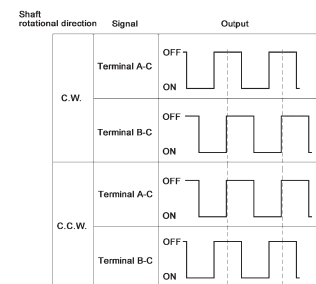 Shaft
rotational direction Signal Output
C.W.
Terminal A-C
OFF
ON
Terminal B-C
OFF
ON
C.C.W.
Terminal A-C
OFF
ON
Terminal B-C
OFF
ON